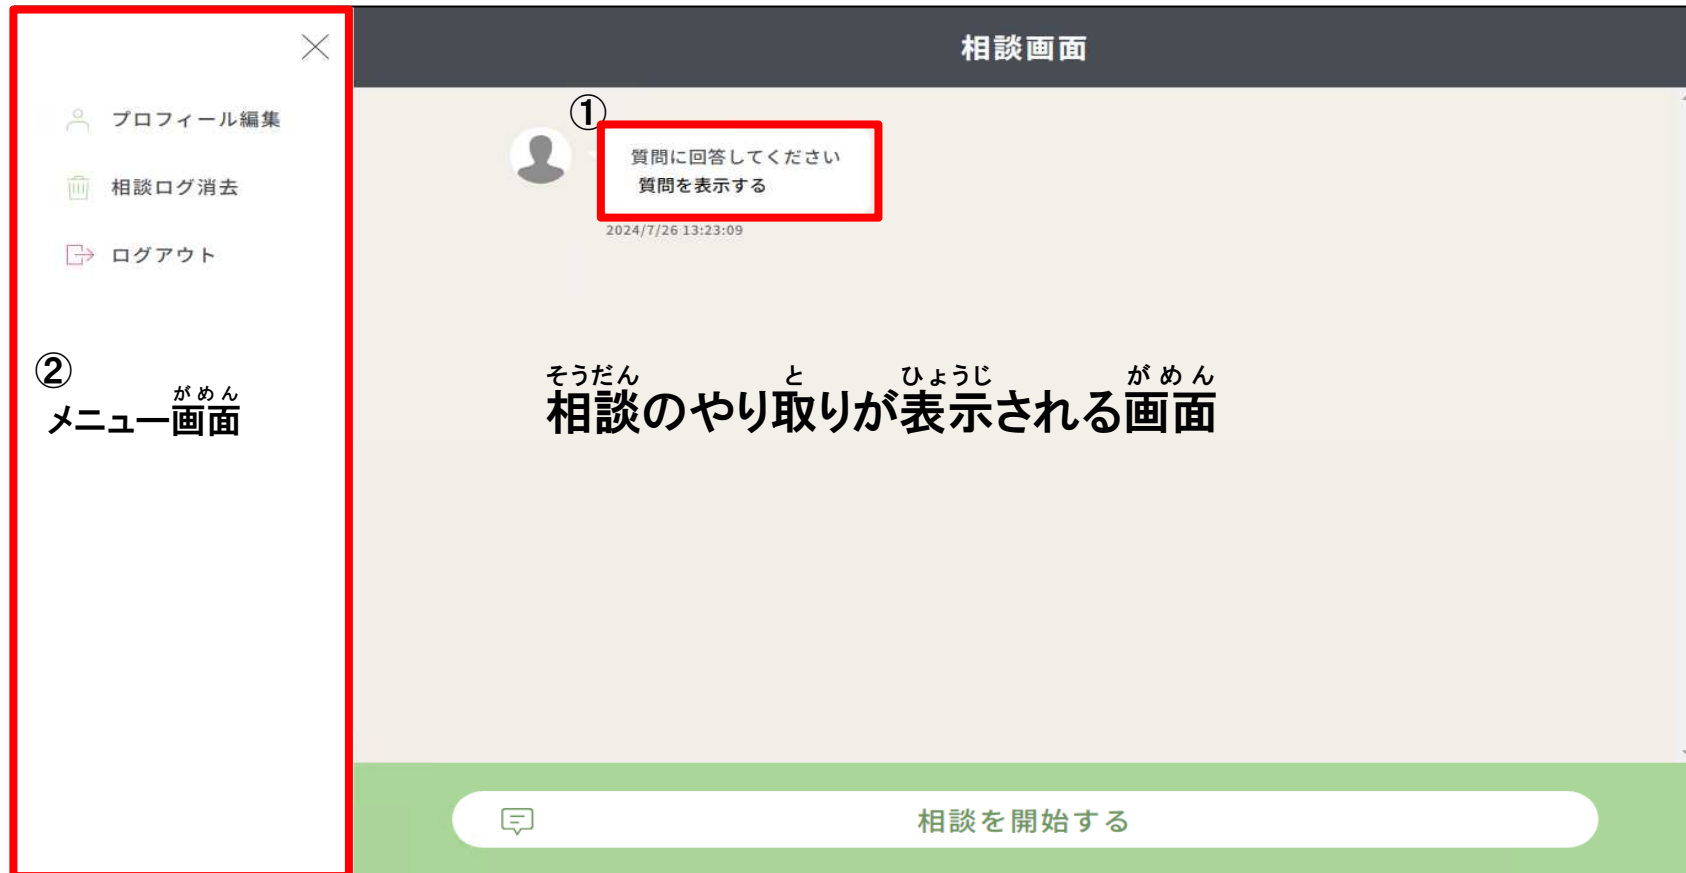 相談画面
プロフィール編集
相談ログ消去
ログアウト
②
がめん
メニュー画面
①
質問に回答してください
質問を表示する
2024/7/26 13:23:09
そうだん と ひょうじ がめん
相談のやり取りが表示される画面
相談を開始する